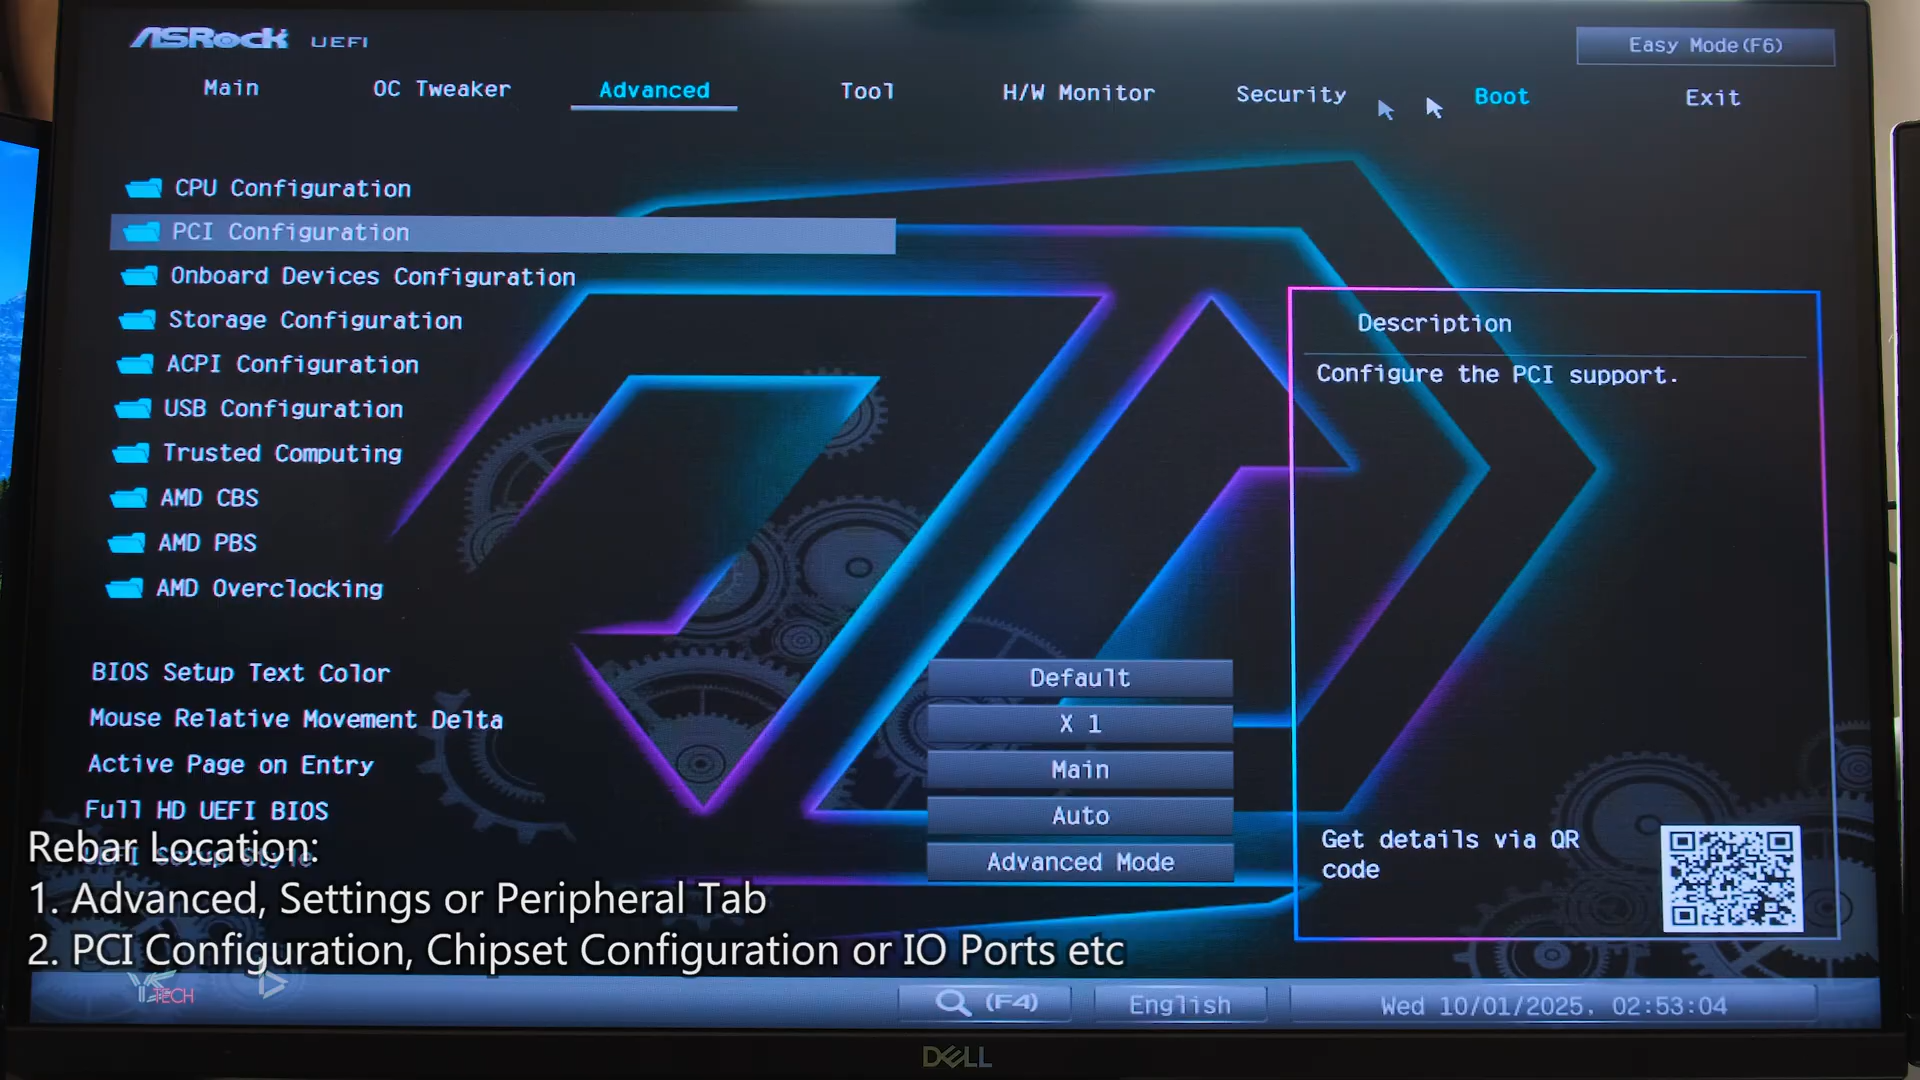 ASRock UEFI
Easy Mode(F6)
Main OC Tweaker Advanced Tool H/W Monitor Security Boot Exit
CPU Configuration
PCI Configuration
Onboard Devices Configuration
Storage Configuration
ACPI Configuration
USB Configuration
Trusted Computing
AMD CBS
AMD PBS
AMD Overclocking
BIOS Setup Text Color Default
Mouse Relative Movement Delta X 1
Active Page on Entry Main
Full HD UEFI BIOS Auto
UEFI Setup Style Advanced Mode
Description
Configure the PCI support.
Get details via QR
code
Rebar Location:
1. Advanced, Settings or Peripheral Tab
2. PCI Configuration, Chipset Configuration or IO Ports etc
TECH
(F4) English Wed 10/01/2025, 02:53:04
DELL